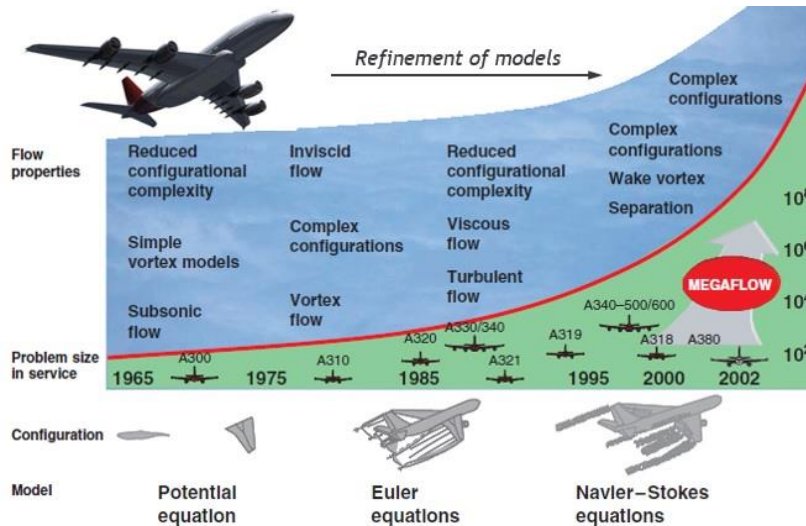 Refinement of models
Complex
configurations
Flow
properties
Reduced
configurational
complexity
Simple
vortex models
Subsonic
flow
Inviscid
flow
Complex
configurations
Vortex
flow
Reduced
configurational
complexity
Viscous
flow
Turbulent
flow
Complex
configurations
Wake vortex
Separation
MEGAFLOW
Problem size
in service
A300
A310
A320
A330/340
A321
A319
A340–500/600
A318
A380
1965
1975
1985
1995
2000
2002
Configuration
Model
Potential
equation
Euler
equations
Navier–Stokes
equations